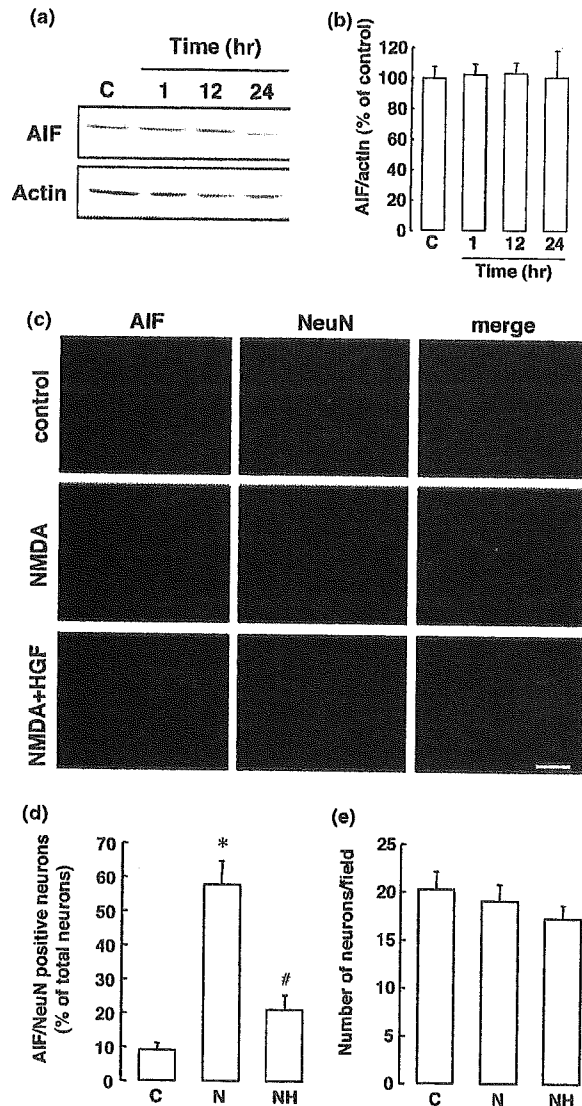 (a)
Time (hr)
C 1 12 24
AIF
Actin
(b)
AIF/actin (% of control)
120
100
80
60
40
20
0
C 1 12 24
Time (hr)
(c)
AIF NeuN merge
control
NMDA
NMDA+HGF
(d)
AIF/NeuN positive neurons
(% of total neurons)
70
60
50
40
30
20
10
0
*
#
C N NH
(e)
Number of neurons/field
25
20
15
10
5
0
C N NH